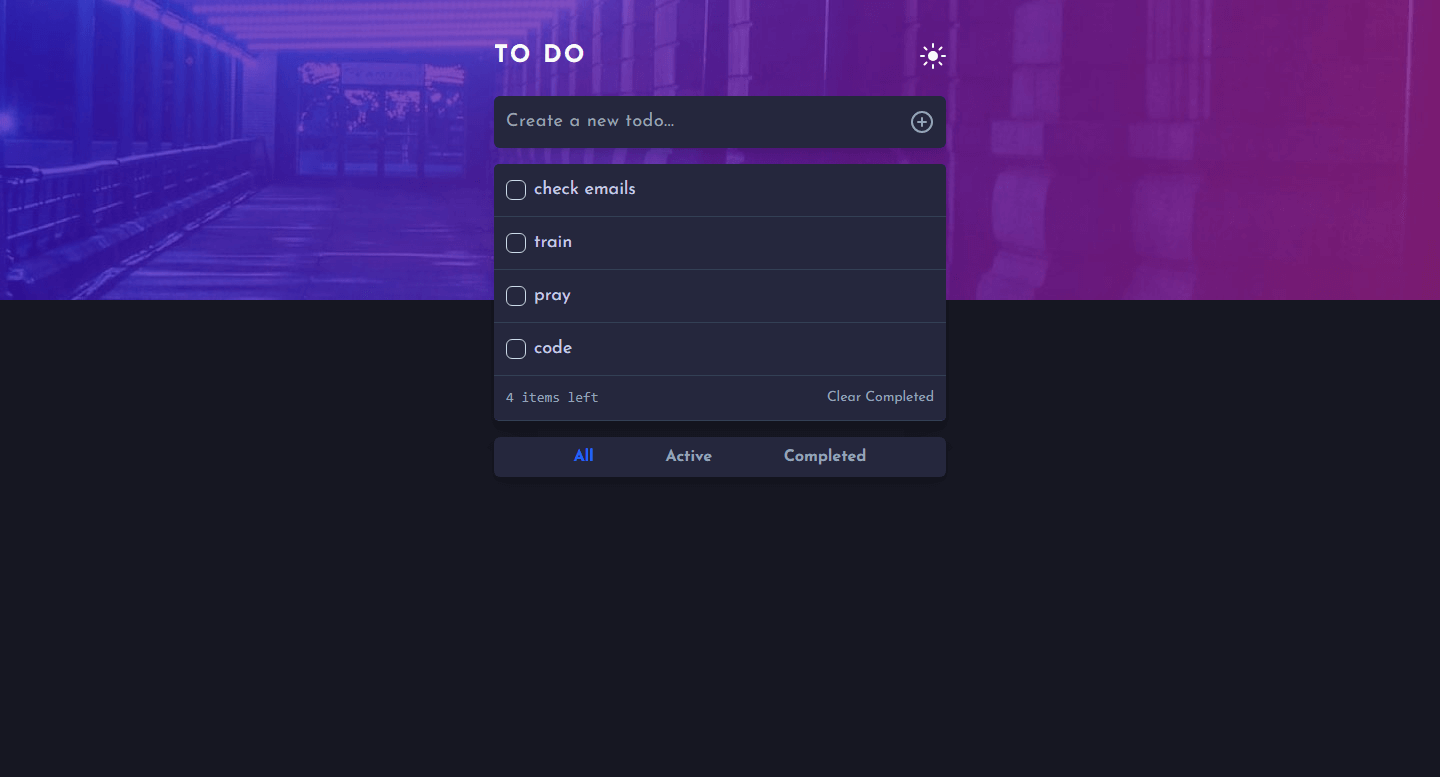 TO DO
Create a new todo...
check emails
train
pray
code
4 items left
Clear Completed
All
Active
Completed